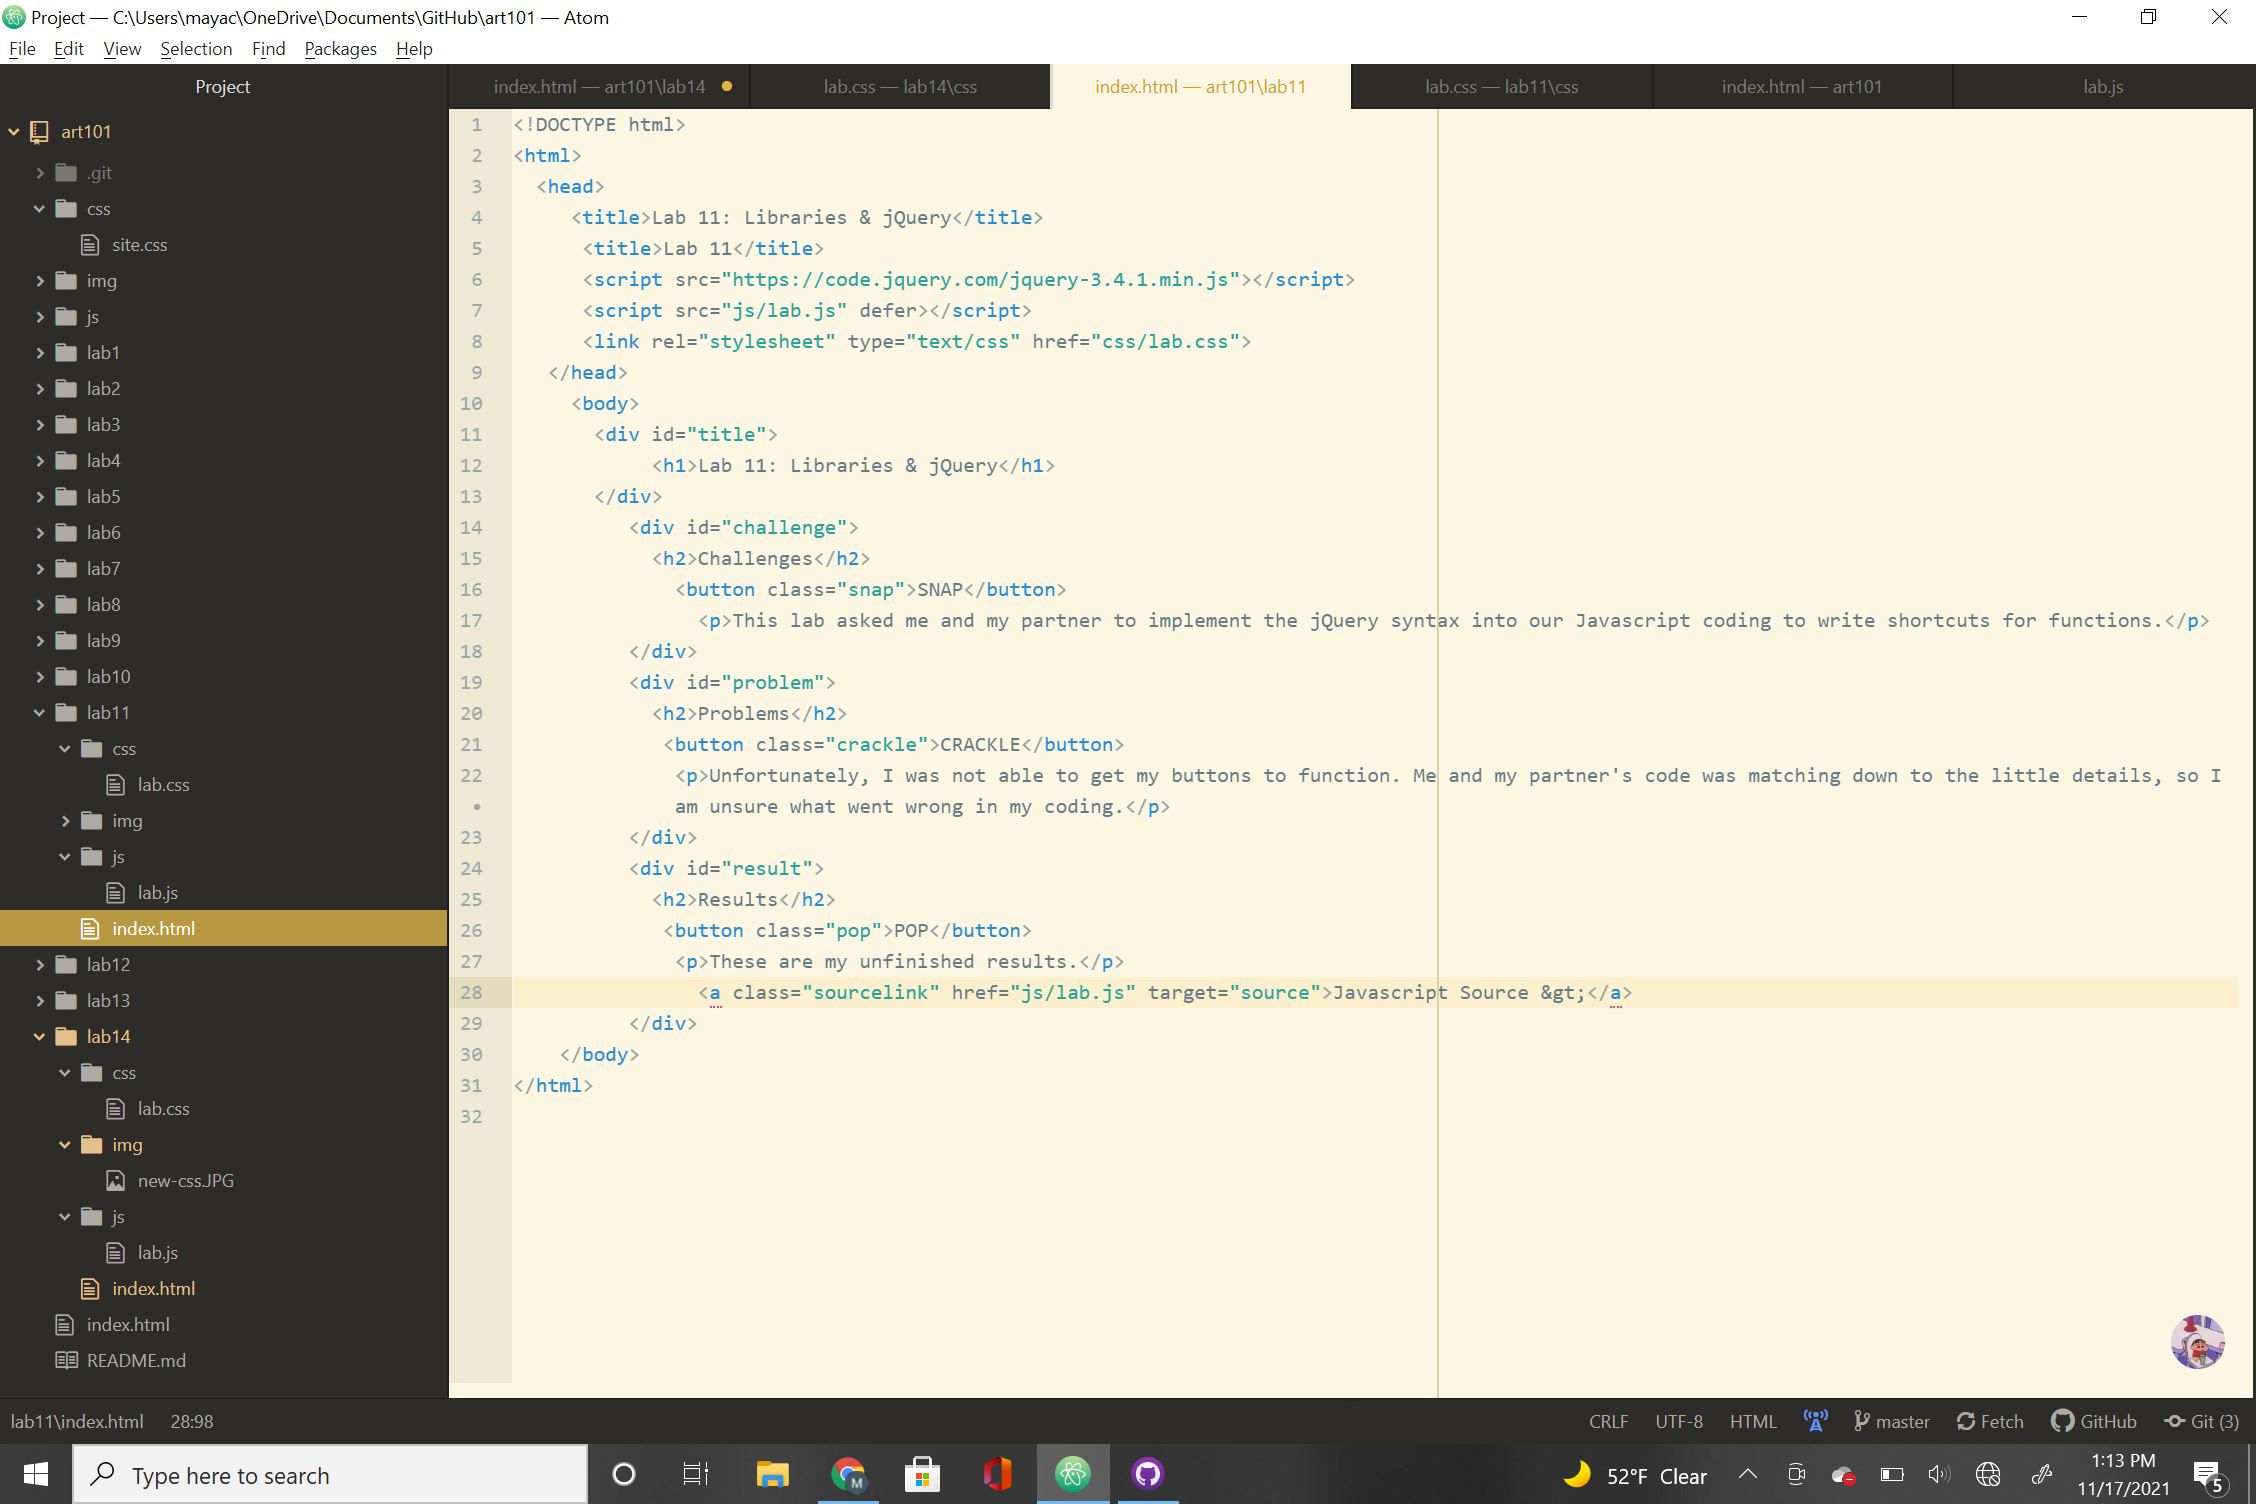 Project — C:\Users\mayac\OneDrive\Documents\GitHub\art101 — Atom
File Edit View Selection Find Packages Help
Project
index.html — art101\lab14
lab.css — lab14\css
index.html — art101\lab11
lab.css — lab11\css
index.html — art101
lab.js
art101
.git
css
site.css
img
js
lab1
lab2
lab3
lab4
lab5
lab6
lab7
lab8
lab9
lab10
lab11
css
lab.css
img
js
lab.js
index.html
lab12
lab13
lab14
css
lab.css
img
new-css.JPG
js
lab.js
index.html
index.html
README.md
1 <!DOCTYPE html>
2 <html>
3 <head>
4 <title>Lab 11: Libraries & jQuery</title>
5 <title>Lab 11</title>
6 <script src="https://code.jquery.com/jquery-3.4.1.min.js"></script>
7 <script src="js/lab.js" defer></script>
8 <link rel="stylesheet" type="text/css" href="css/lab.css">
9 </head>
10 <body>
11 <div id="title">
12 <h1>Lab 11: Libraries & jQuery</h1>
13 </div>
14 <div id="challenge">
15 <h2>Challenges</h2>
16 <button class="snap">SNAP</button>
17 <p>This lab asked me and my partner to implement the jQuery syntax into our Javascript coding to write shortcuts for functions.</p>
18 </div>
19 <div id="problem">
20 <h2>Problems</h2>
21 <button class="crackle">CRACKLE</button>
22 <p>Unfortunately, I was not able to get my buttons to function. Me and my partner's code was matching down to the little details, so I
• am unsure what went wrong in my coding.</p>
23 </div>
24 <div id="result">
25 <h2>Results</h2>
26 <button class="pop">POP</button>
27 <p>These are my unfinished results.</p>
28 <a class="sourcelink" href="js/lab.js" target="source">Javascript Source &gt;</a>
29 </div>
30 </body>
31 </html>
32
lab11\index.html 28:98
CRLF UTF-8 HTML master Fetch GitHub Git (3)
Type here to search
M
52°F Clear
1:13 PM
11/17/2021
5